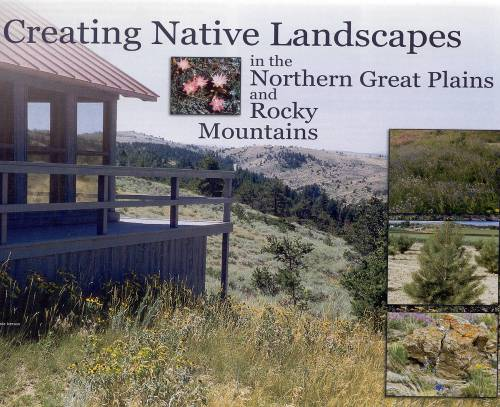 Creating Native Landscapes
in the
Northern Great Plains
and
Rocky
Mountains